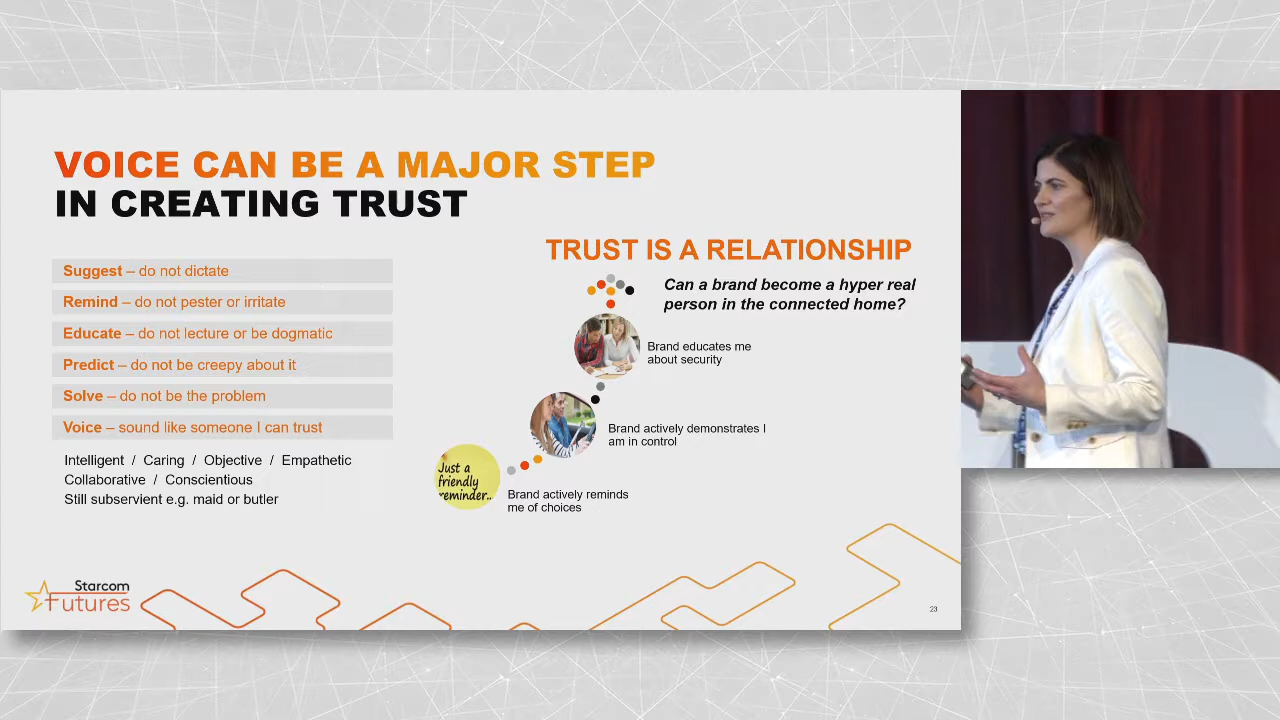 VOICE CAN BE A MAJOR STEP
IN CREATING TRUST
Suggest – do not dictate
Remind – do not pester or irritate
Educate – do not lecture or be dogmatic
Predict – do not be creepy about it
Solve – do not be the problem
Voice – sound like someone I can trust
Intelligent / Caring / Objective / Empathetic
Collaborative / Conscientious
Still subservient e.g. maid or butler
TRUST IS A RELATIONSHIP
Can a brand become a hyper real
person in the connected home?
Brand educates me
about security
Brand actively demonstrates I
am in control
Just a
friendly
reminder..
Brand actively reminds
me of choices
Starcom
Futures
23